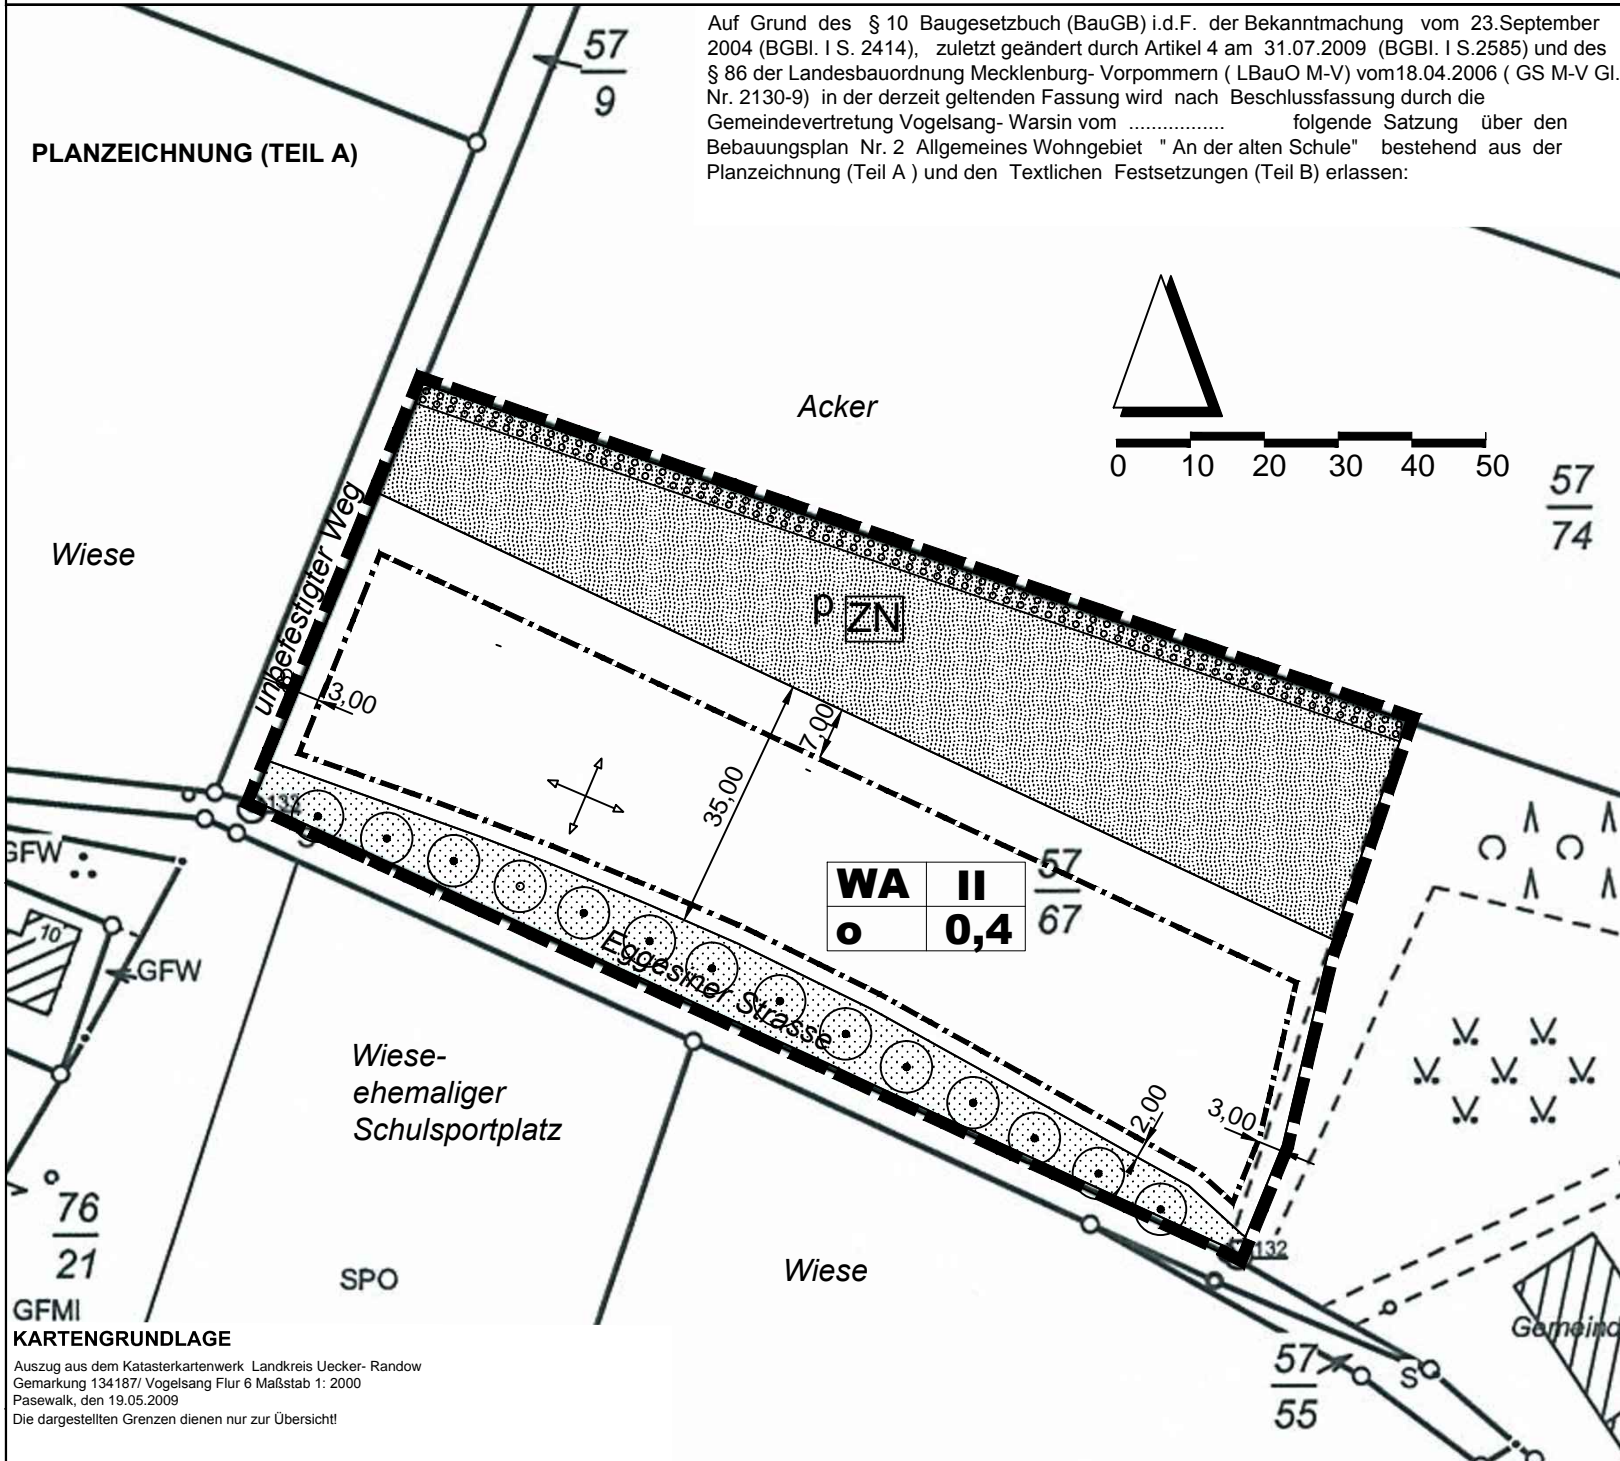 Auf Grund des § 10 Baugesetzbuch (BauGB) i.d.F. der Bekanntmachung vom 23.September
2004 (BGBl. I S. 2414), zuletzt geändert durch Artikel 4 am 31.07.2009 (BGBl. I S.2585) und des
§ 86 der Landesbauordnung Mecklenburg- Vorpommern ( LBauO M-V) vom18.04.2006 ( GS M-V Gl.
Nr. 2130-9) in der derzeit geltenden Fassung wird nach Beschlussfassung durch die
Gemeindevertretung Vogelsang- Warsin vom ................. folgende Satzung über den
Bebauungsplan Nr. 2 Allgemeines Wohngebiet " An der alten Schule" bestehend aus der
Planzeichnung (Teil A ) und den Textlichen Festsetzungen (Teil B) erlassen:
57
9
PLANZEICHNUNG (TEIL A)
Acker
0 10 20 30 40 50
57
74
Wiese
unbefestigter Weg
p ZN
3,00
7,00
35,00
132
GFW
WA II
o 0,4
57
67
10
GFW
Eggesiner Strasse
Wiese-
ehemaliger
Schulsportplatz
2,00
3,00
76
21
132
SPO
Wiese
GFMI
Gemeind
57
55
S
KARTENGRUNDLAGE
Auszug aus dem Katasterkartenwerk Landkreis Uecker- Randow
Gemarkung 134187/ Vogelsang Flur 6 Maßstab 1: 2000
Pasewalk, den 19.05.2009
Die dargestellten Grenzen dienen nur zur Übersicht!